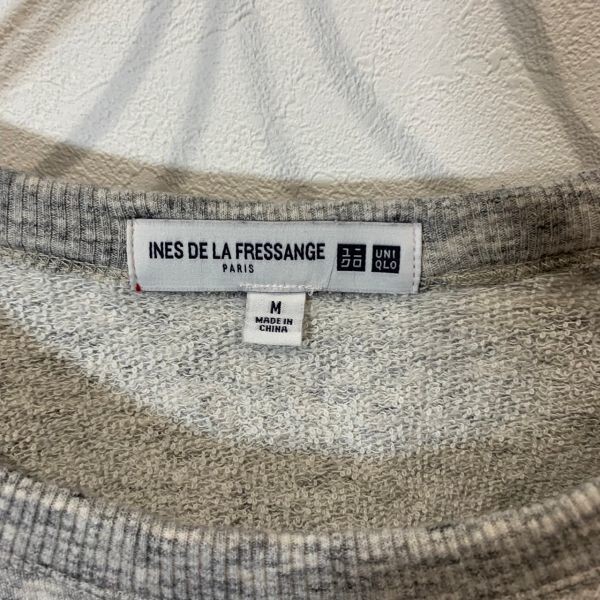 INES DE LA FRESSANGE
PARIS
ユニ
クロ
UNI
QLO
M
MADE IN
CHINA